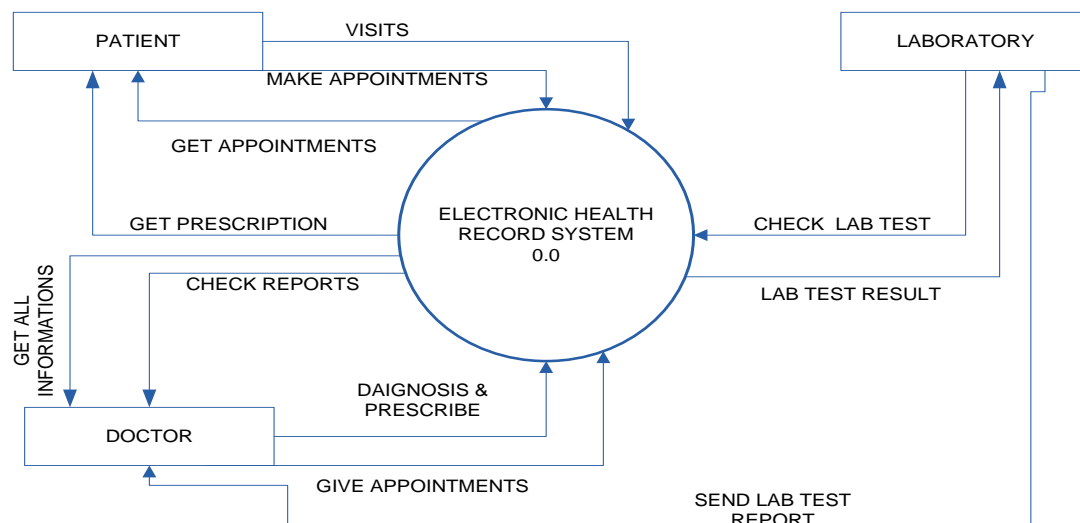 PATIENT
VISITS
LABORATORY
MAKE APPOINTMENTS
GET APPOINTMENTS
GET PRESCRIPTION
ELECTRONIC HEALTH
RECORD SYSTEM
0.0
CHECK LAB TEST
CHECK REPORTS
LAB TEST RESULT
GET ALL
INFORMATIONS
DAIGNOSIS &
PRESCRIBE
DOCTOR
GIVE APPOINTMENTS
SEND LAB TEST
REPORT